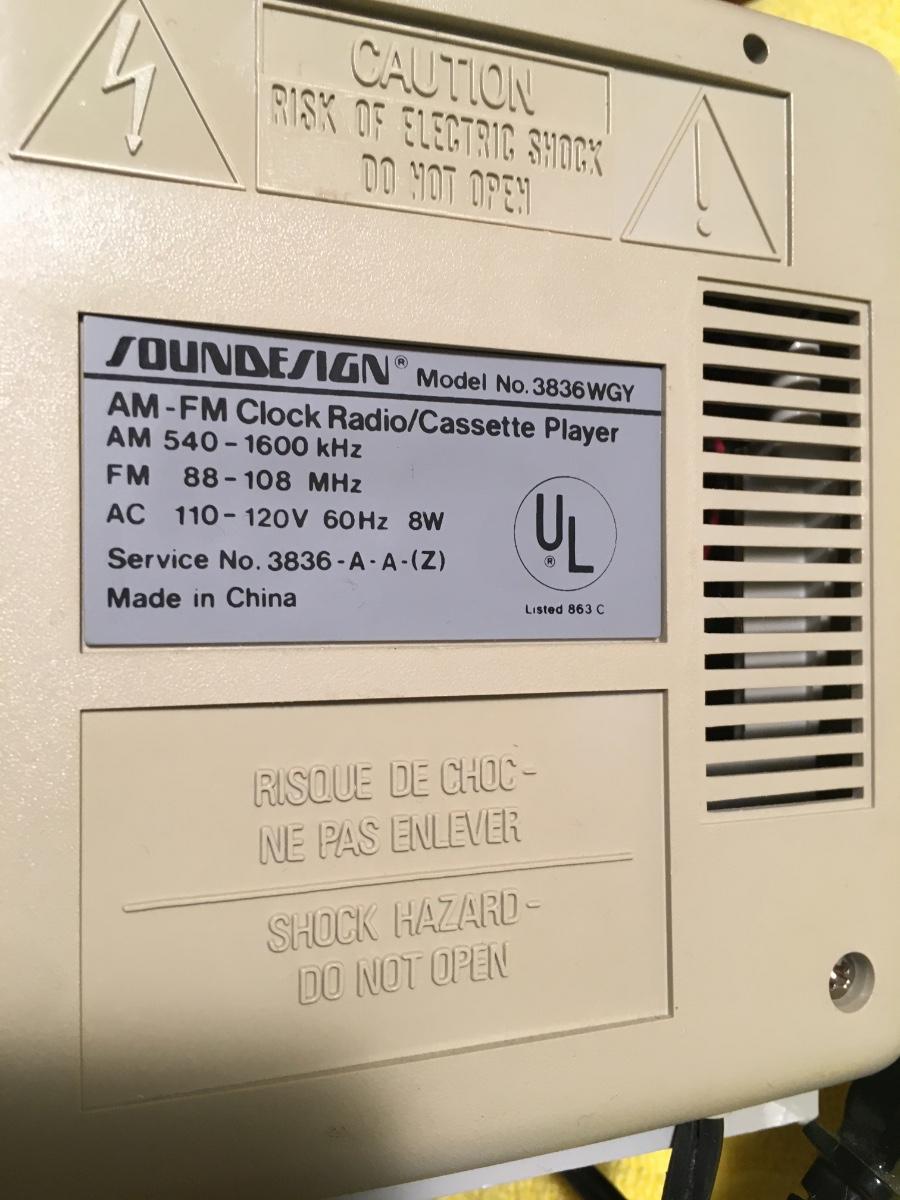 CAUTION
RISK OF ELECTRIC SHOCK
DO NOT OPEN
SOUNDESIGN® Model No. 3836WGY
AM-FM Clock Radio/Cassette Player
AM 540-1600 kHz
FM 88-108 MHz
AC 110-120V 60Hz 8W
Service No. 3836-A-A-(Z)
Made in China
UL®
Listed 863 C
RISQUE DE CHOC-
NE PAS ENLEVER
SHOCK HAZARD-
DO NOT OPEN